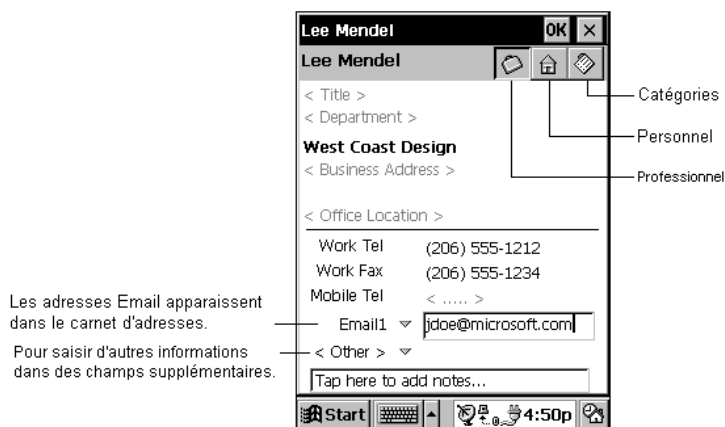 Lee Mendel OK
Lee Mendel
< Title >
< Department >
West Coast Design
< Business Address >
< Office Location >
Work Tel (206) 555-1212
Work Fax (206) 555-1234
Mobile Tel < ..... >
Email1 jdoe@microsoft.com
< Other >
Tap here to add notes...
Start 4:50p
Catégories
Personnel
Professionnel
Les adresses Email apparaissent
dans le carnet d'adresses.
Pour saisir d'autres informations
dans des champs supplémentaires.